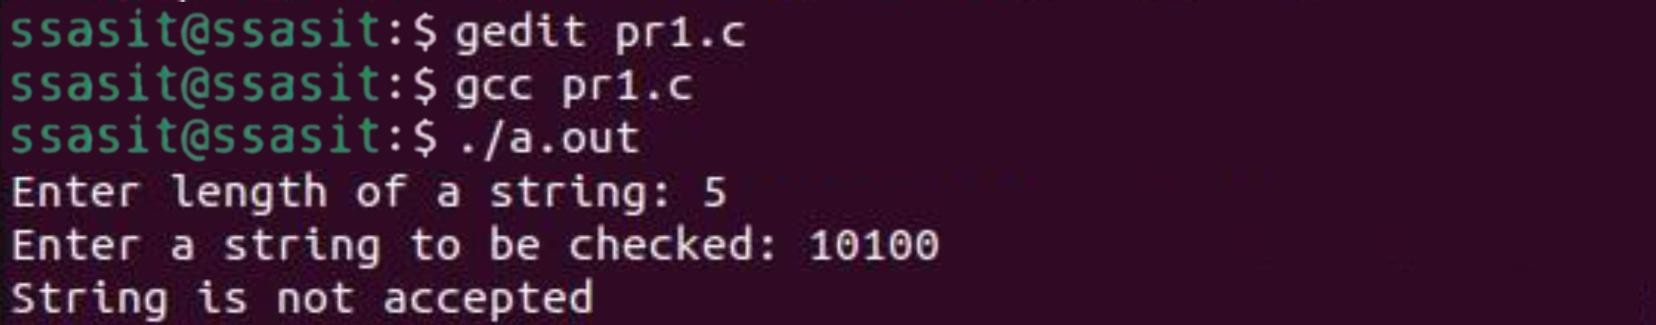 ssasit@ssasit:$ gedit pr1.c
ssasit@ssasit:$ gcc pr1.c
ssasit@ssasit:$ ./a.out
Enter length of a string: 5
Enter a string to be checked: 10100
String is not accepted